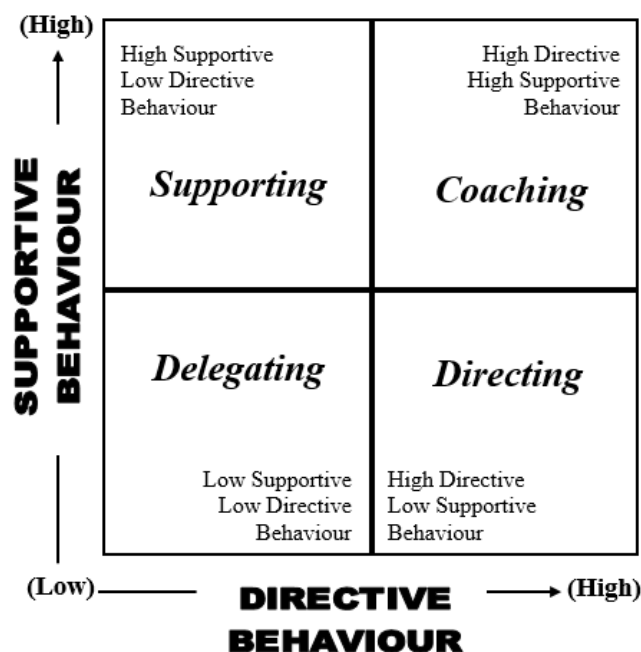 (High)
High Supportive
Low Directive
Behaviour
High Directive
High Supportive
Behaviour
Supporting
Coaching
SUPPORTIVE
BEHAVIOUR
Delegating
Directing
Low Supportive
Low Directive
Behaviour
High Directive
Low Supportive
Behaviour
(Low)
DIRECTIVE
BEHAVIOUR
(High)